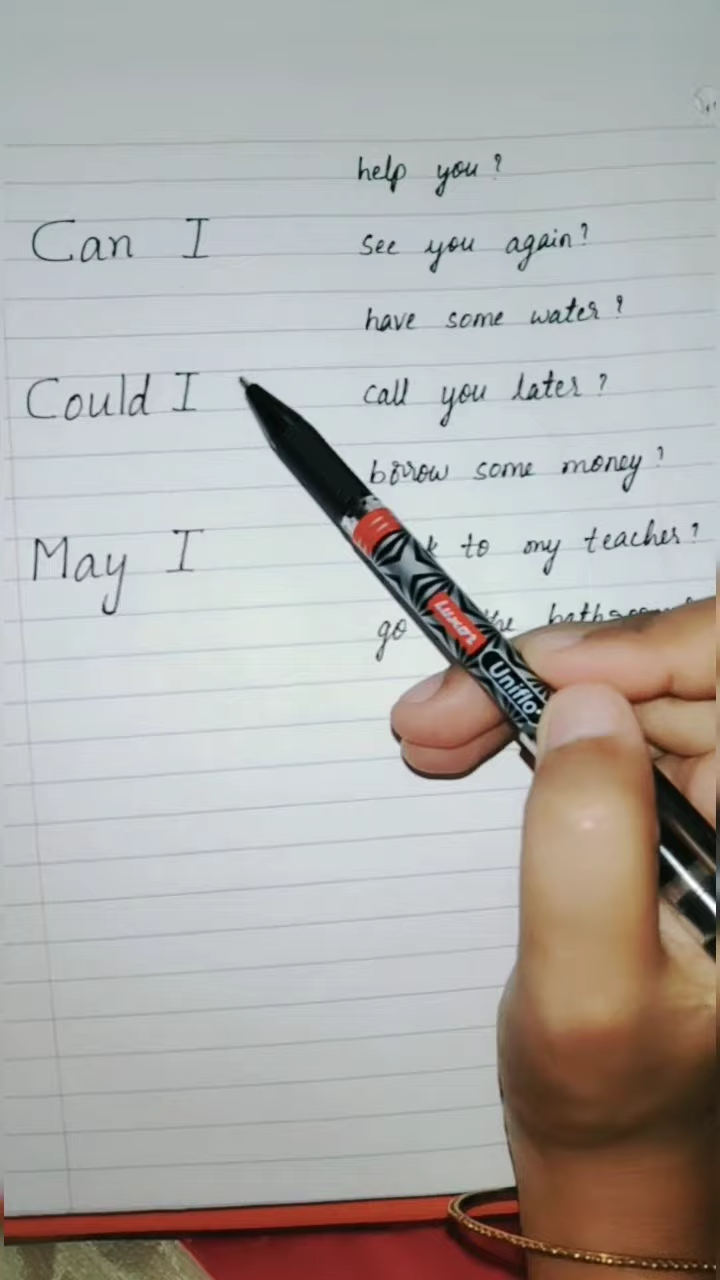 help you?
Can I see you again?
have some water?
Could I call you later?
borrow some money?
May I to my teacher?
go the
LUXOR
Uniflo